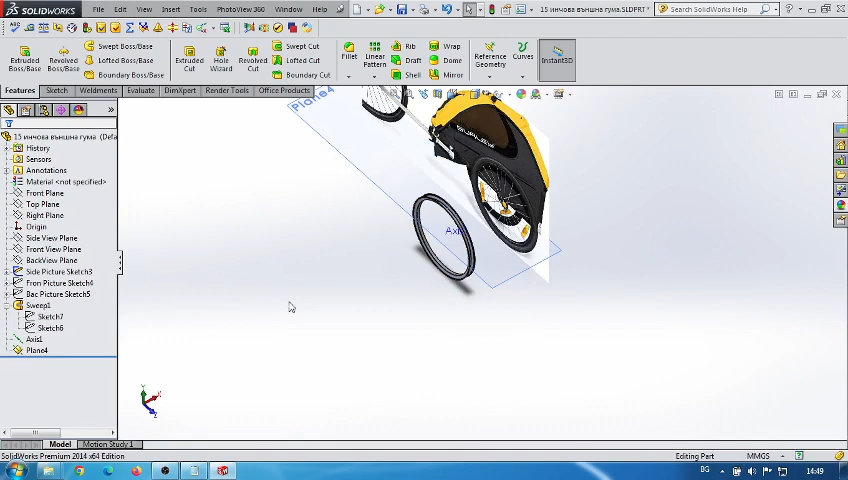 SOLIDWORKS File Edit View Insert Tools PhotoView 360 Window Help 15 инчова външна гума.SLDPRT * Search SolidWorks Help
Extruded Boss/Base Revolved Boss/Base Swept Boss/Base Lofted Boss/Base Boundary Boss/Base Extruded Cut Hole Wizard Revolved Cut Swept Cut Lofted Cut Boundary Cut Fillet Linear Pattern Rib Draft Shell Wrap Dome Mirror Reference Geometry Curves Instant3D
Features Sketch Weldments Evaluate DimXpert Render Tools Office Products
Plane4
15 инчова външна гума (Defa
History
Sensors
Annotations
Material <not specified>
Front Plane
Top Plane
Right Plane
Origin
Side View Plane
Front View Plane
BackView Plane
Side Picture Sketch3
Fron Picture Sketch4
Bac Picture Sketch5
Sweep1
Sketch7
Sketch6
Axis1
Plane4
Axi
Y
X
Z
Model Motion Study 1
SolidWorks Premium 2014 x64 Edition Editing Part MMGS
BG 14:49